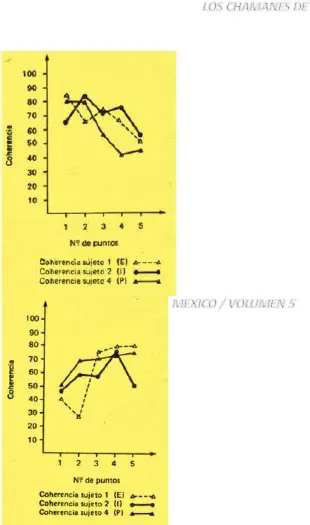 LOS CHAMANES DE
100
90
80
70
60
50
40
30
20
10
Coherencia
1 2 3 4 5
Nº de puntos
Coherencia sujeto 1 (E)
Coherencia sujeto 2 (I)
Coherencia sujeto 4 (P)
MEXICO / VOLUMEN 5
100
90
80
70
60
50
40
30
20
10
Coherencia
1 2 3 4 5
Nº de puntos
Coherencia sujeto 1 (E)
Coherencia sujeto 2 (I)
Coherencia sujeto 4 (P)